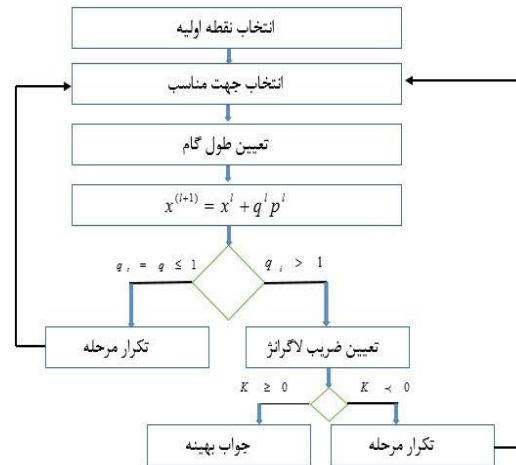 انتخاب نقطه اولیه
انتخاب جهت مناسب
تعیین طول گام
x^{(l+1)} = x^l + q^l p^l
q_i = q ≤ 1
q_i > 1
تکرار مرحله
تعیین ضریب لاگرانژ
K ≥ 0
K ≺ 0
جواب بهینه
تکرار مرحله